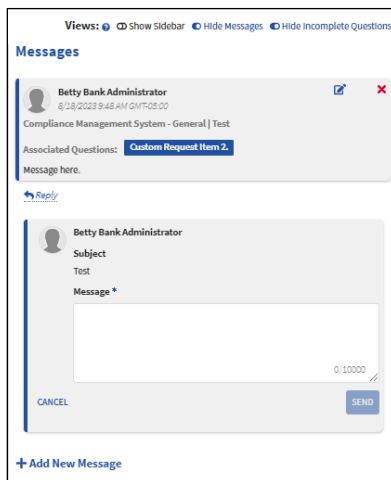 Views: Show Sidebar Hide Messages Hide Incomplete Questions
Messages
Betty Bank Administrator
8/18/2023 9:48 AM GMT-05:00
Compliance Management System - General | Test
Associated Questions: Custom Request Item 2.
Message here.
Reply
Betty Bank Administrator
Subject
Test
Message *
0/10000
CANCEL SEND
+ Add New Message